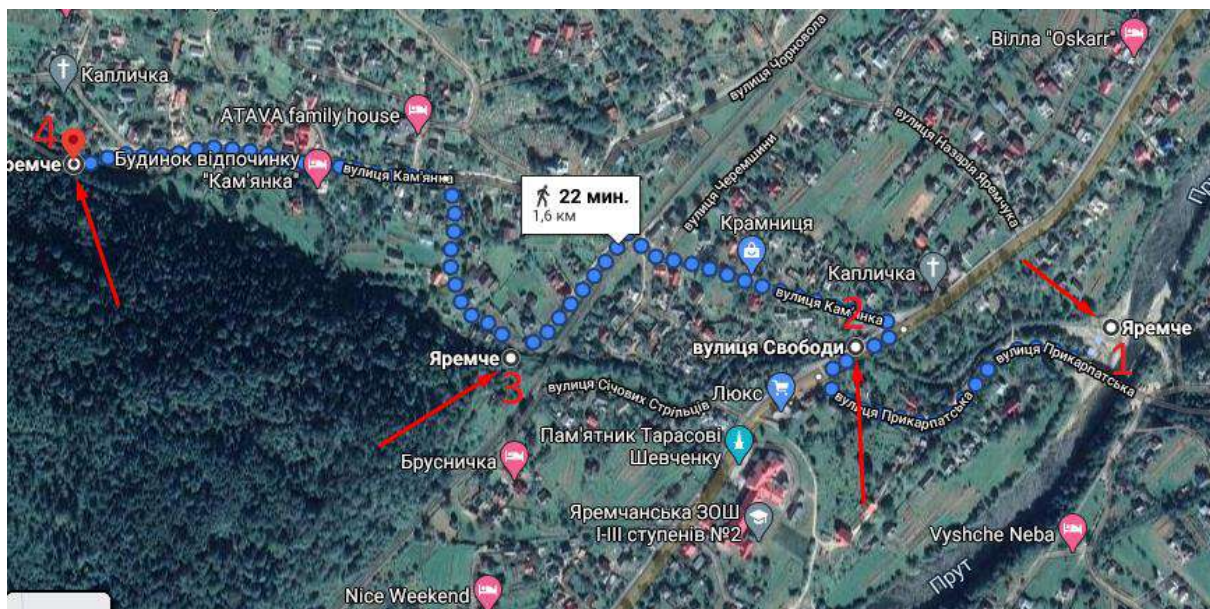 Вілла "Oskarr"
Капличка
вулиця Чорновола
ATAVA family house
4
Яремче
Будинок відпочинку
"Кам'янка"
вулиця Кам'янка
22 мин.
1,6 км
вулиця Черемшини
вулиця Назарія Яремчука
Прут
Крамниця
Капличка
вулиця Кам'янка
2
вулиця Свободи
Яремче
1
вулиця Прикарпатська
Яремче
3
вулиця Січових Стрільців
Люкс
вулиця Прикарпатська
Пам'ятник Тарасові
Шевченку
Брусничка
Яремчанська ЗОШ
І-ІІІ ступенів №2
Vyshche Neba
Прут
Nice Weekend